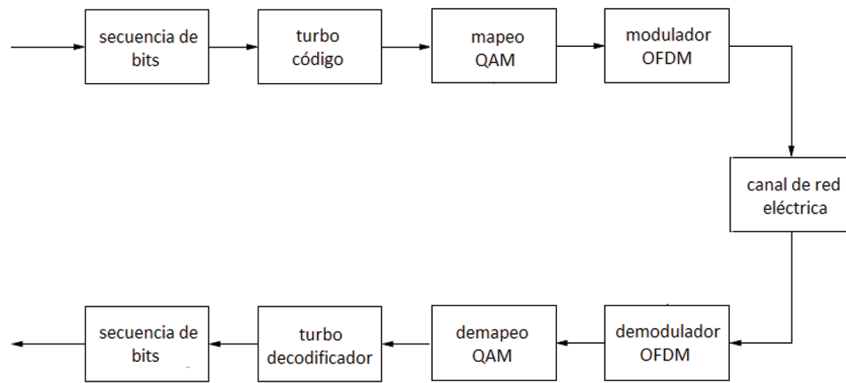 secuencia de
bits
turbo
código
mapeo
QAM
modulador
OFDM
canal de red
eléctrica
secuencia de
bits
turbo
decodificador
demapeo
QAM
demodulador
OFDM